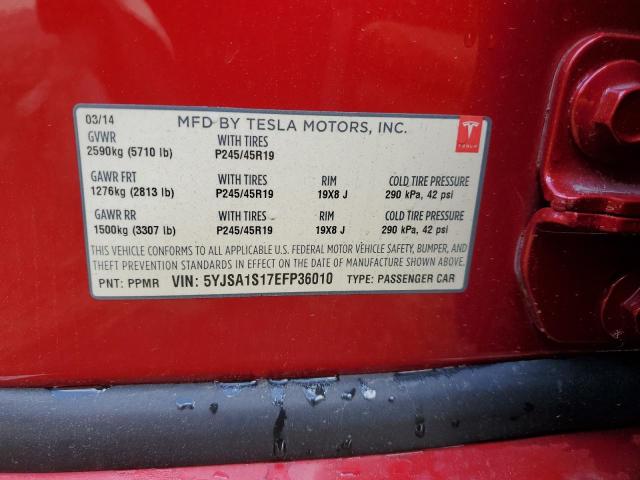 03/14 MFD BY TESLA MOTORS, INC.
GVWR WITH TIRES
2590kg (5710 lb) P245/45R19
GAWR FRT WITH TIRES RIM COLD TIRE PRESSURE
1276kg (2813 lb) P245/45R19 19X8 J 290 kPa, 42 psi
GAWR RR WITH TIRES RIM COLD TIRE PRESSURE
1500kg (3307 lb) P245/45R19 19X8 J 290 kPa, 42 psi
THIS VEHICLE CONFORMS TO ALL APPLICABLE U.S. FEDERAL MOTOR VEHICLE SAFETY, BUMPER, AND
THEFT PREVENTION STANDARDS IN EFFECT ON THE DATE OF MANUFACTURE SHOWN ABOVE.
PNT: PPMR VIN: 5YJSA1S17EFP36010 TYPE: PASSENGER CAR
TESLA